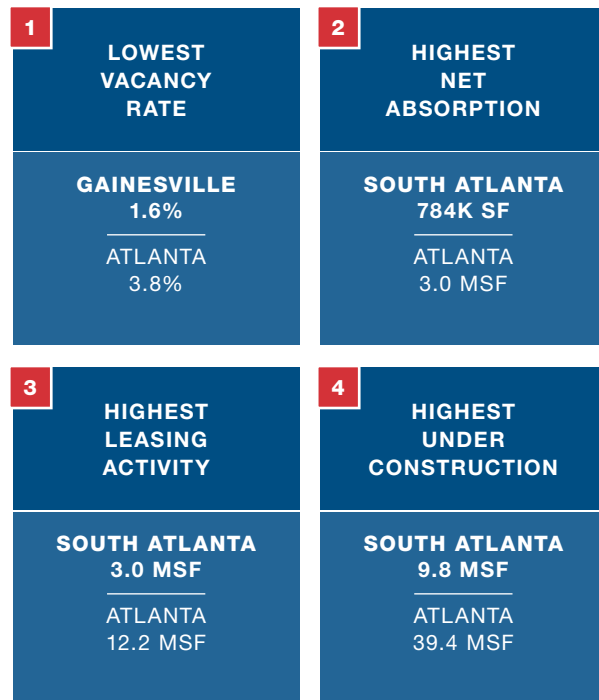 1
LOWEST
VACANCY
RATE
GAINESVILLE
1.6%
ATLANTA
3.8%
2
HIGHEST
NET
ABSORPTION
SOUTH ATLANTA
784K SF
ATLANTA
3.0 MSF
3
HIGHEST
LEASING
ACTIVITY
SOUTH ATLANTA
3.0 MSF
ATLANTA
12.2 MSF
4
HIGHEST
UNDER
CONSTRUCTION
SOUTH ATLANTA
9.8 MSF
ATLANTA
39.4 MSF